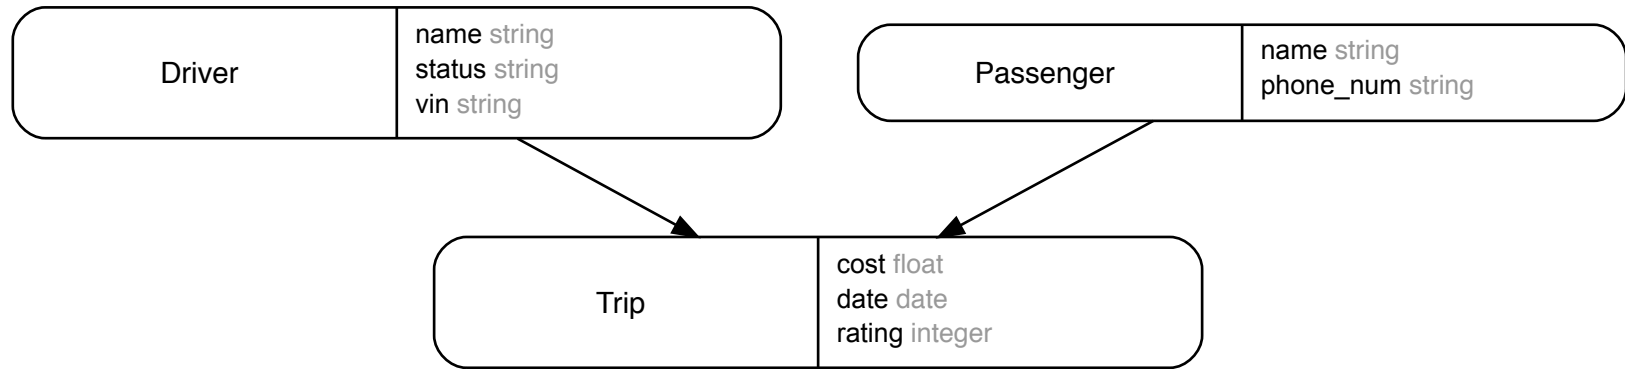 Driver
name string
status string
vin string
Passenger
name string
phone_num string
Trip
cost float
date date
rating integer